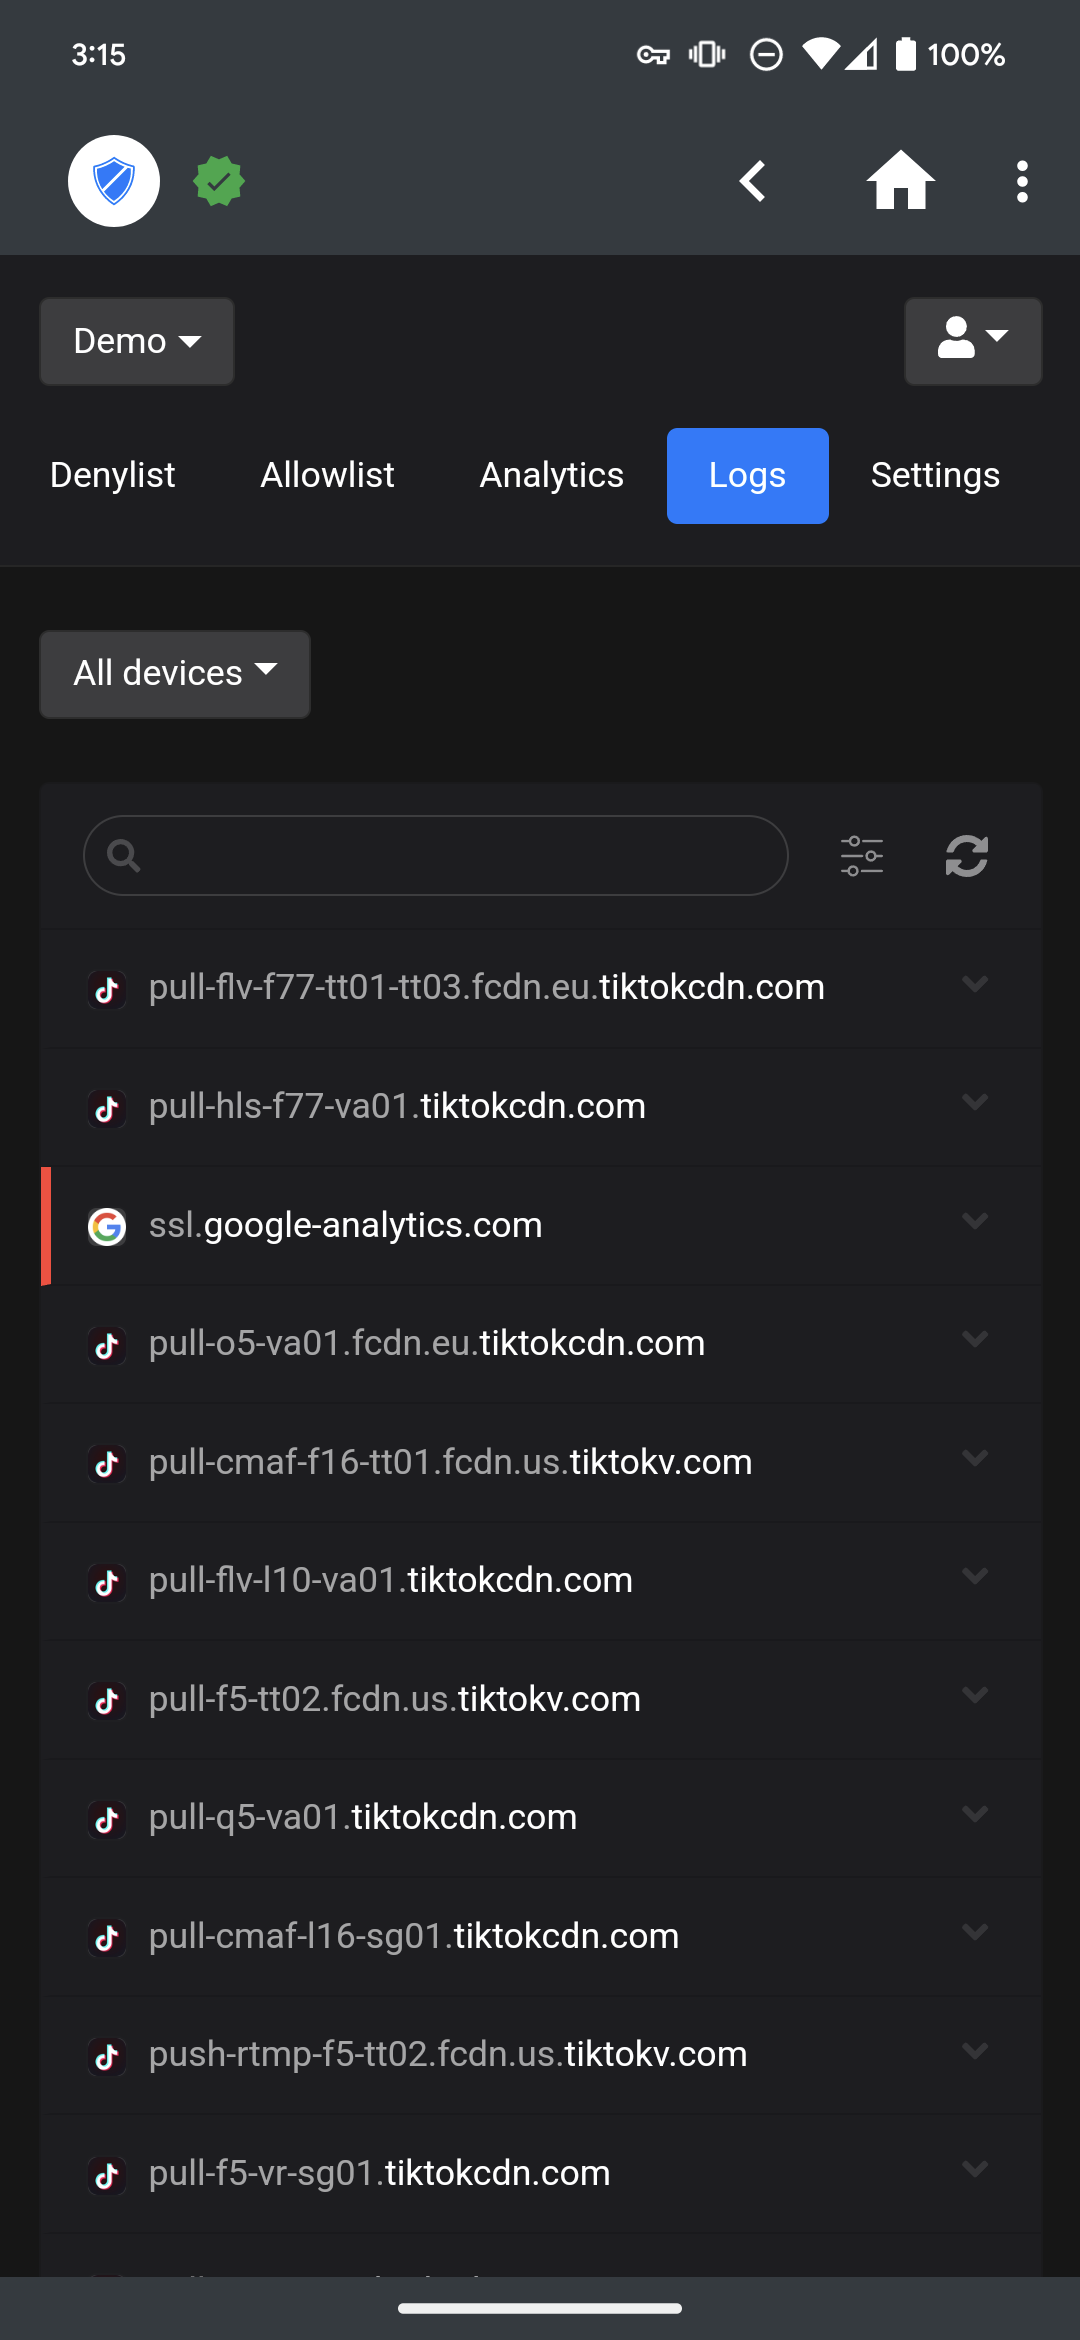 3:15
100%
Demo
Denylist Allowlist Analytics Logs Settings
All devices
pull-flv-f77-tt01-tt03.fcdn.eu.tiktokcdn.com
pull-hls-f77-va01.tiktokcdn.com
ssl.google-analytics.com
pull-o5-va01.fcdn.eu.tiktokcdn.com
pull-cmaf-f16-tt01.fcdn.us.tiktokv.com
pull-flv-l10-va01.tiktokcdn.com
pull-f5-tt02.fcdn.us.tiktokv.com
pull-q5-va01.tiktokcdn.com
pull-cmaf-l16-sg01.tiktokcdn.com
push-rtmp-f5-tt02.fcdn.us.tiktokv.com
pull-f5-vr-sg01.tiktokcdn.com